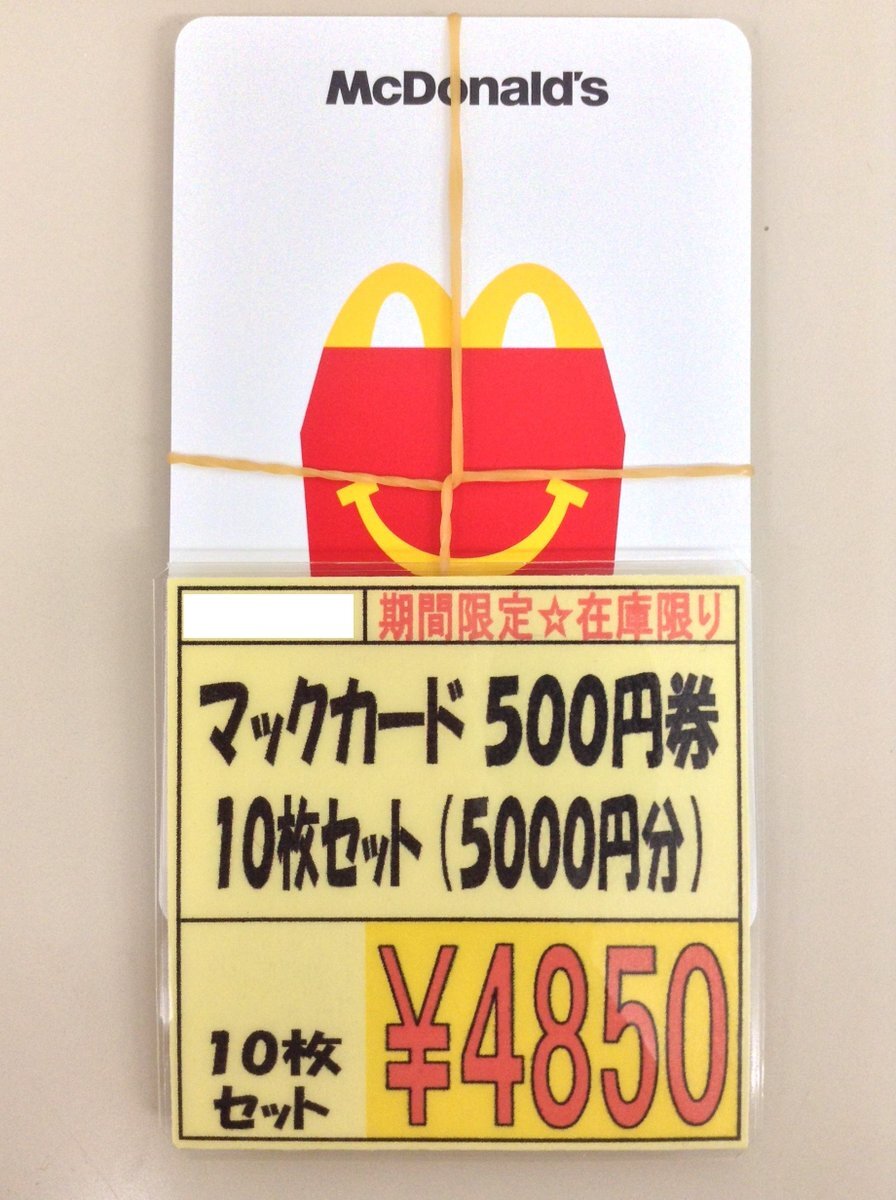 McDonald's
期間限定☆在庫限り
マックカード 500円券
10枚セット(5000円分)
10枚
セット
¥4850